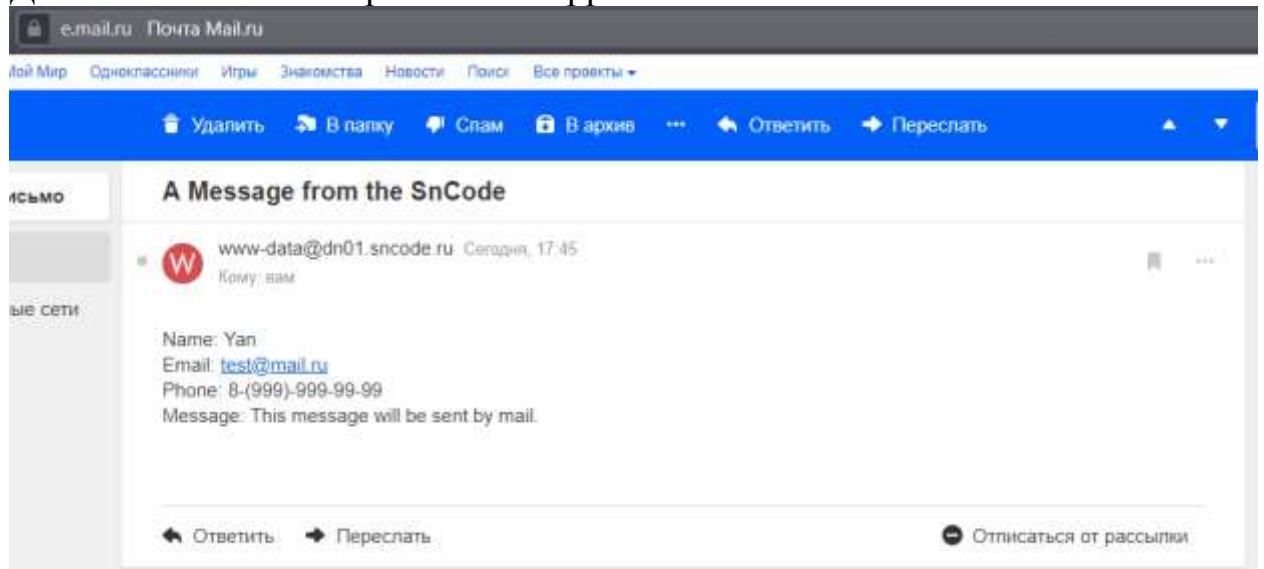 e.mail.ru Почта Mail.ru
Мой Мир Одноклассники Игры Знакомства Новости Поиск Все проекты
Удалить В папку Спам В архив ... Ответить Переслать
исьмо
A Message from the SnCode
W www-data@dn01.sncode.ru Сегодня, 17:45
Кому: вам
ые сети
Name: Yan
Email: test@mail.ru
Phone: 8-(999)-999-99-99
Message: This message will be sent by mail.
Ответить Переслать Отписаться от рассылки